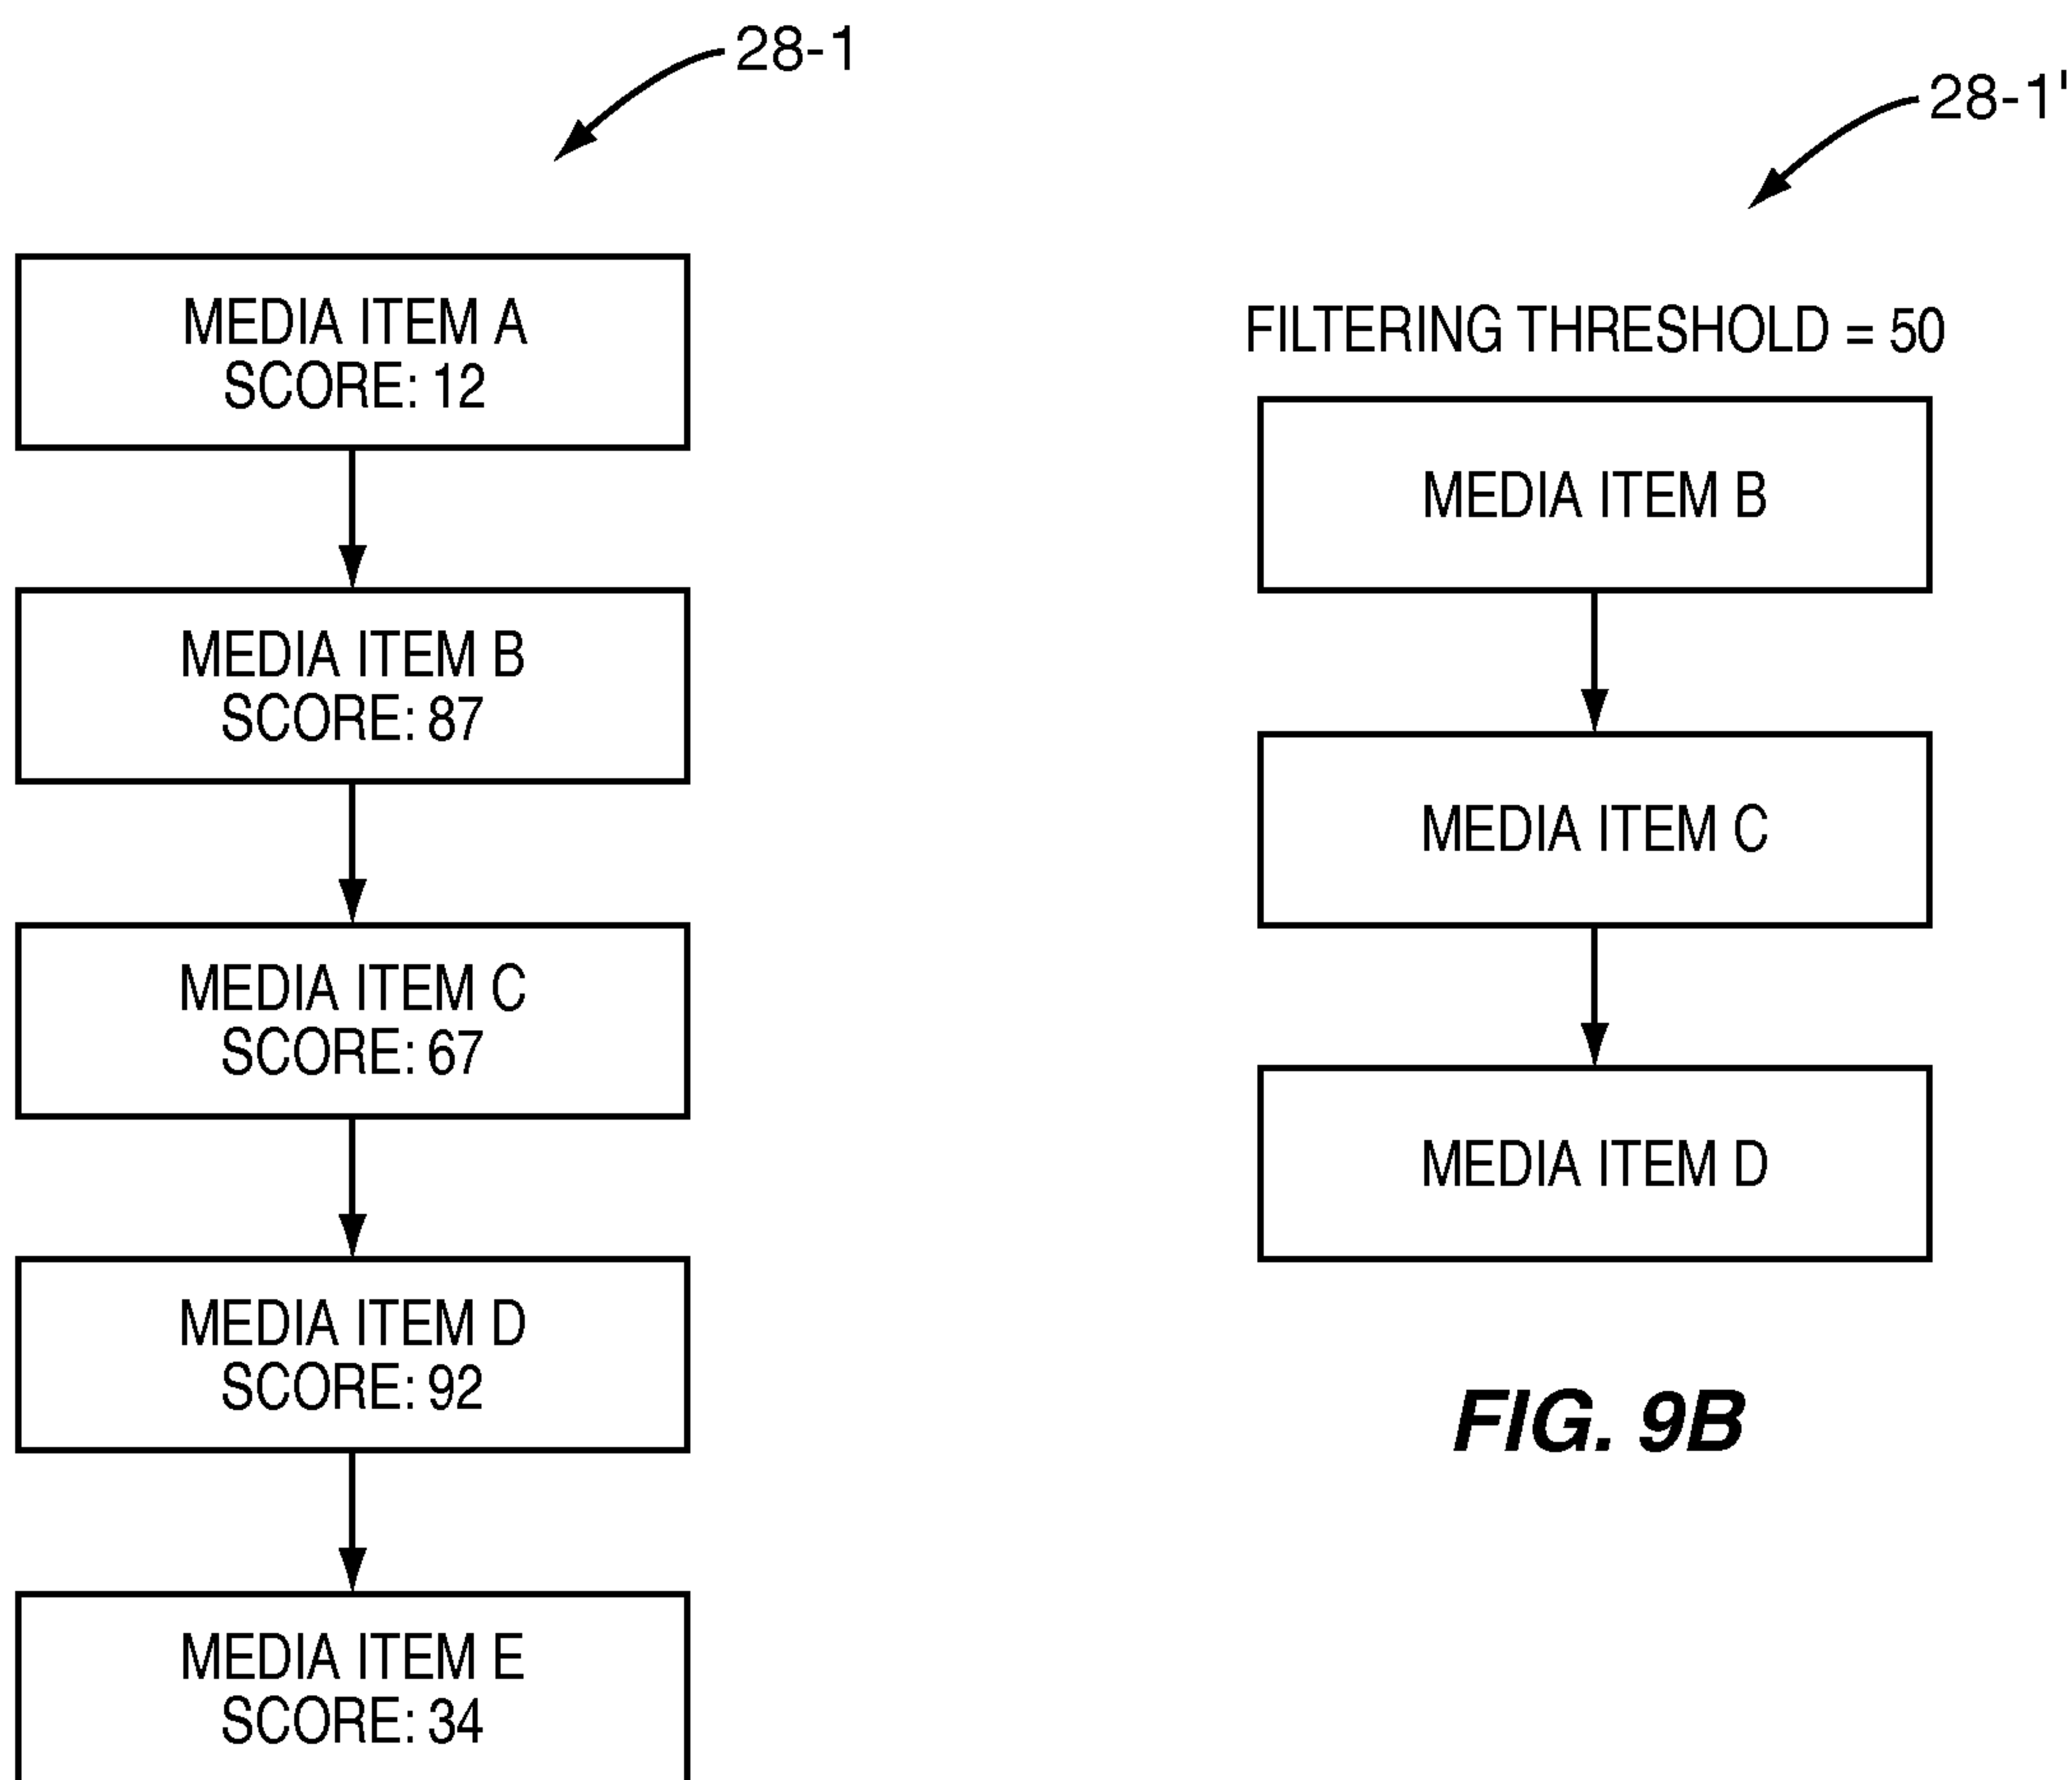 28-1
MEDIA ITEM A
SCORE: 12
MEDIA ITEM B
SCORE: 87
MEDIA ITEM C
SCORE: 67
MEDIA ITEM D
SCORE: 92
MEDIA ITEM E
SCORE: 34
28-1'
FILTERING THRESHOLD = 50
MEDIA ITEM B
MEDIA ITEM C
MEDIA ITEM D
FIG. 9B